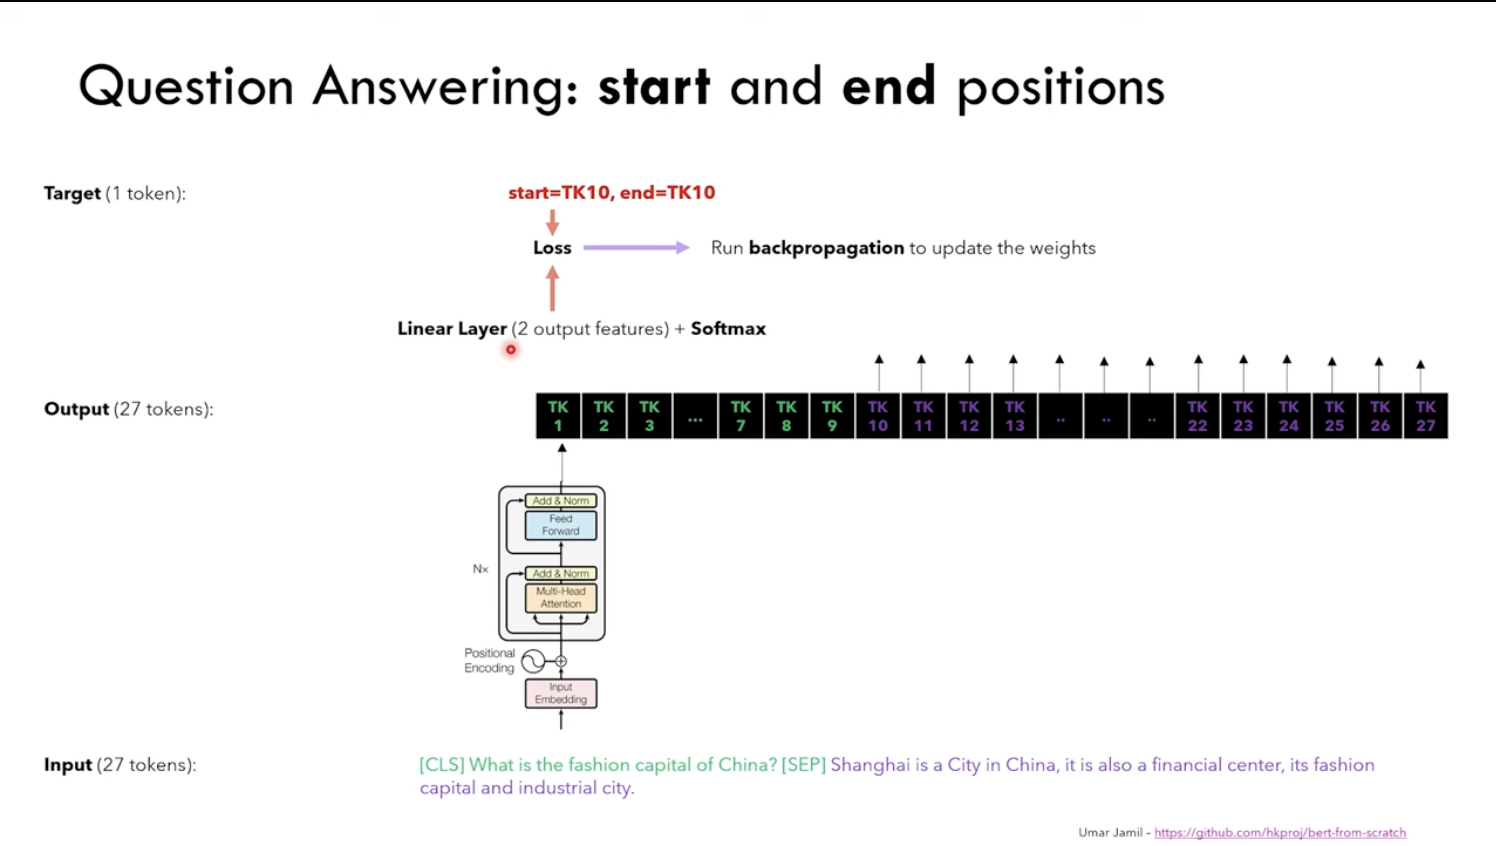 Question Answering: start and end positions
Target (1 token):
start=TK10, end=TK10
Loss
Run backpropagation to update the weights
Linear Layer (2 output features) + Softmax
Output (27 tokens):
TK 1
TK 2
TK 3
...
TK 7
TK 8
TK 9
TK 10
TK 11
TK 12
TK 13
..
..
..
TK 22
TK 23
TK 24
TK 25
TK 26
TK 27
Add & Norm
Feed
Forward
Nx
Add & Norm
Multi-Head
Attention
Positional
Encoding
Input
Embedding
Input (27 tokens):
[CLS] What is the fashion capital of China? [SEP] Shanghai is a City in China, it is also a financial center, its fashion
capital and industrial city.
Umar Jamil – https://github.com/hkproj/bert-from-scratch